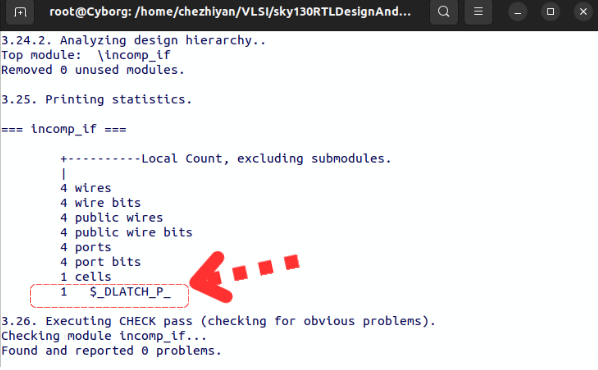 root@Cyborg: /home/chezhiyan/VLSI/sky130RTLDesignAnd...
3.24.2. Analyzing design hierarchy..
Top module:  \incomp_if
Removed 0 unused modules.
3.25. Printing statistics.
=== incomp_if ===
+----------Local Count, excluding submodules.
|
4 wires
4 wire bits
4 public wires
4 public wire bits
4 ports
4 port bits
1 cells
1   $_DLATCH_P_
3.26. Executing CHECK pass (checking for obvious problems).
Checking module incomp_if...
Found and reported 0 problems.